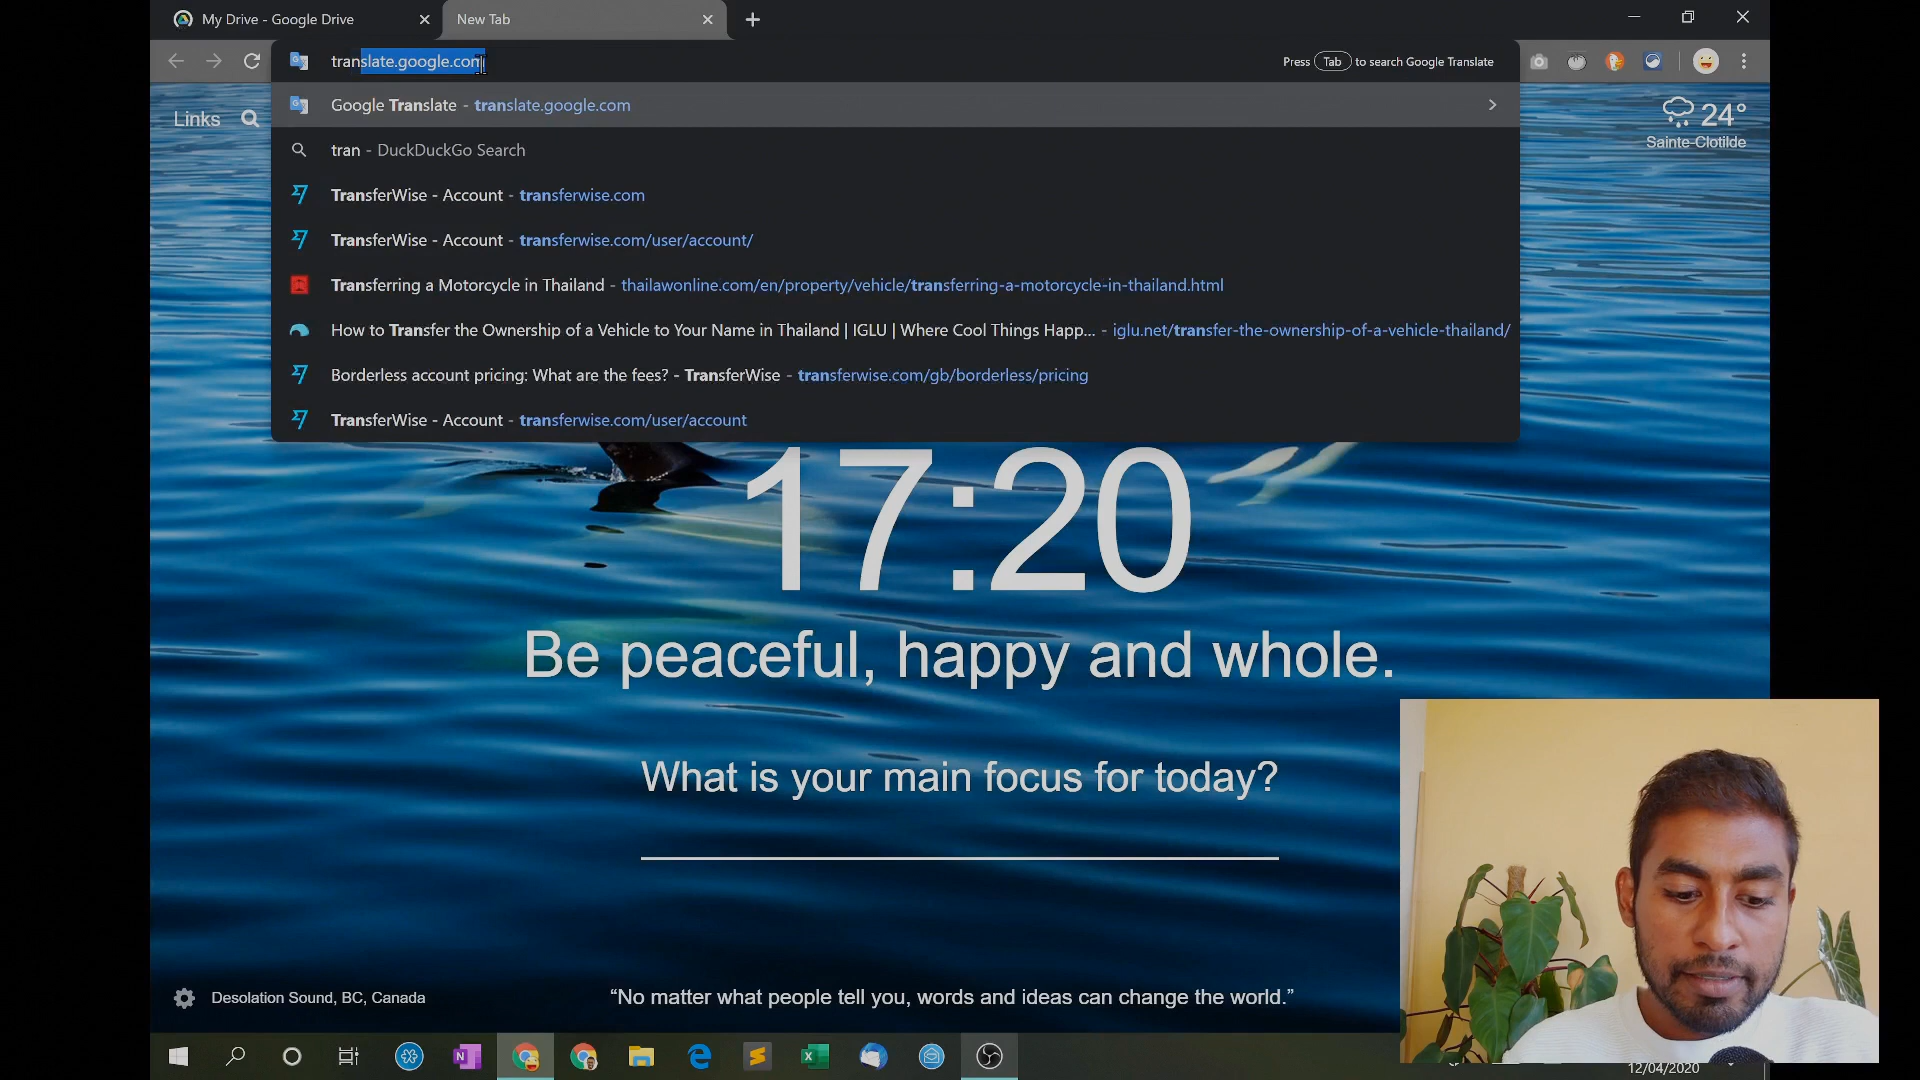 My Drive - Google Drive
New Tab
translate.google.com
Press Tab to search Google Translate
Google Translate - translate.google.com
tran - DuckDuckGo Search
TransferWise - Account - transferwise.com
TransferWise - Account - transferwise.com/user/account/
Transferring a Motorcycle in Thailand - thailawonline.com/en/property/vehicle/transferring-a-motorcycle-in-thailand.html
How to Transfer the Ownership of a Vehicle to Your Name in Thailand | IGLU | Where Cool Things Happ... - iglu.net/transfer-the-ownership-of-a-vehicle-thailand/
Borderless account pricing: What are the fees? - TransferWise - transferwise.com/gb/borderless/pricing
TransferWise - Account - transferwise.com/user/account
Links
24°
Sainte-Clotilde
17:20
Be peaceful, happy and whole.
What is your main focus for today?
Desolation Sound, BC, Canada
“No matter what people tell you, words and ideas can change the world.”
12/04/2020